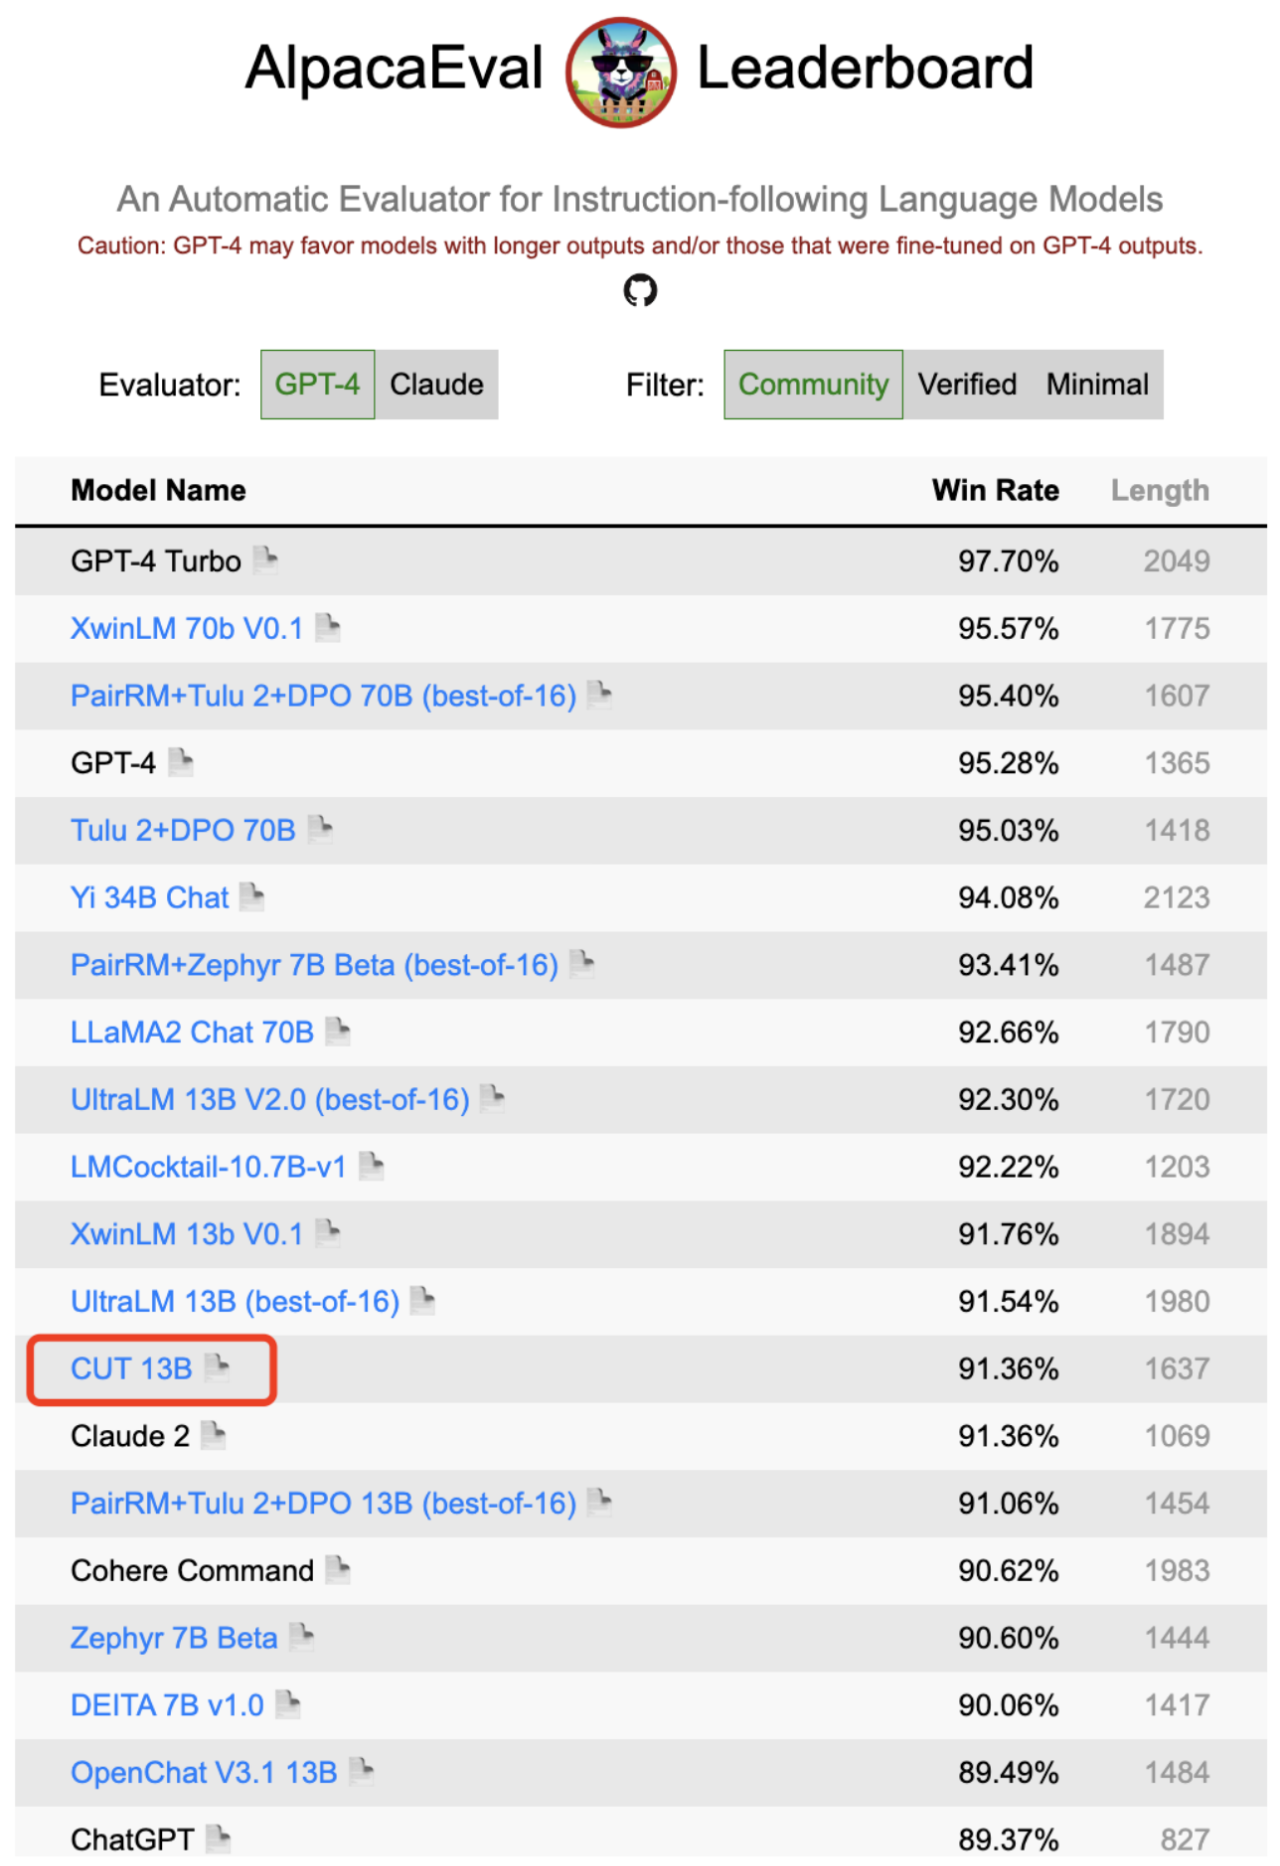 AlpacaEval Leaderboard
An Automatic Evaluator for Instruction-following Language Models
Caution: GPT-4 may favor models with longer outputs and/or those that were fine-tuned on GPT-4 outputs.
Evaluator: GPT-4 Claude Filter: Community Verified Minimal
Model Name Win Rate Length
GPT-4 Turbo 97.70% 2049
XwinLM 70b V0.1 95.57% 1775
PairRM+Tulu 2+DPO 70B (best-of-16) 95.40% 1607
GPT-4 95.28% 1365
Tulu 2+DPO 70B 95.03% 1418
Yi 34B Chat 94.08% 2123
PairRM+Zephyr 7B Beta (best-of-16) 93.41% 1487
LLaMA2 Chat 70B 92.66% 1790
UltraLM 13B V2.0 (best-of-16) 92.30% 1720
LMCocktail-10.7B-v1 92.22% 1203
XwinLM 13b V0.1 91.76% 1894
UltraLM 13B (best-of-16) 91.54% 1980
CUT 13B 91.36% 1637
Claude 2 91.36% 1069
PairRM+Tulu 2+DPO 13B (best-of-16) 91.06% 1454
Cohere Command 90.62% 1983
Zephyr 7B Beta 90.60% 1444
DEITA 7B v1.0 90.06% 1417
OpenChat V3.1 13B 89.49% 1484
ChatGPT 89.37% 827